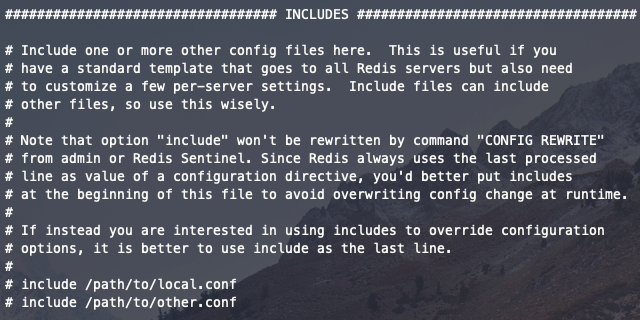 ################################## INCLUDES ###################################
# Include one or more other config files here.  This is useful if you
# have a standard template that goes to all Redis servers but also need
# to customize a few per-server settings.  Include files can include
# other files, so use this wisely.
#
# Note that option "include" won't be rewritten by command "CONFIG REWRITE"
# from admin or Redis Sentinel. Since Redis always uses the last processed
# line as value of a configuration directive, you'd better put includes
# at the beginning of this file to avoid overwriting config change at runtime.
#
# If instead you are interested in using includes to override configuration
# options, it is better to use include as the last line.
#
# include /path/to/local.conf
# include /path/to/other.conf